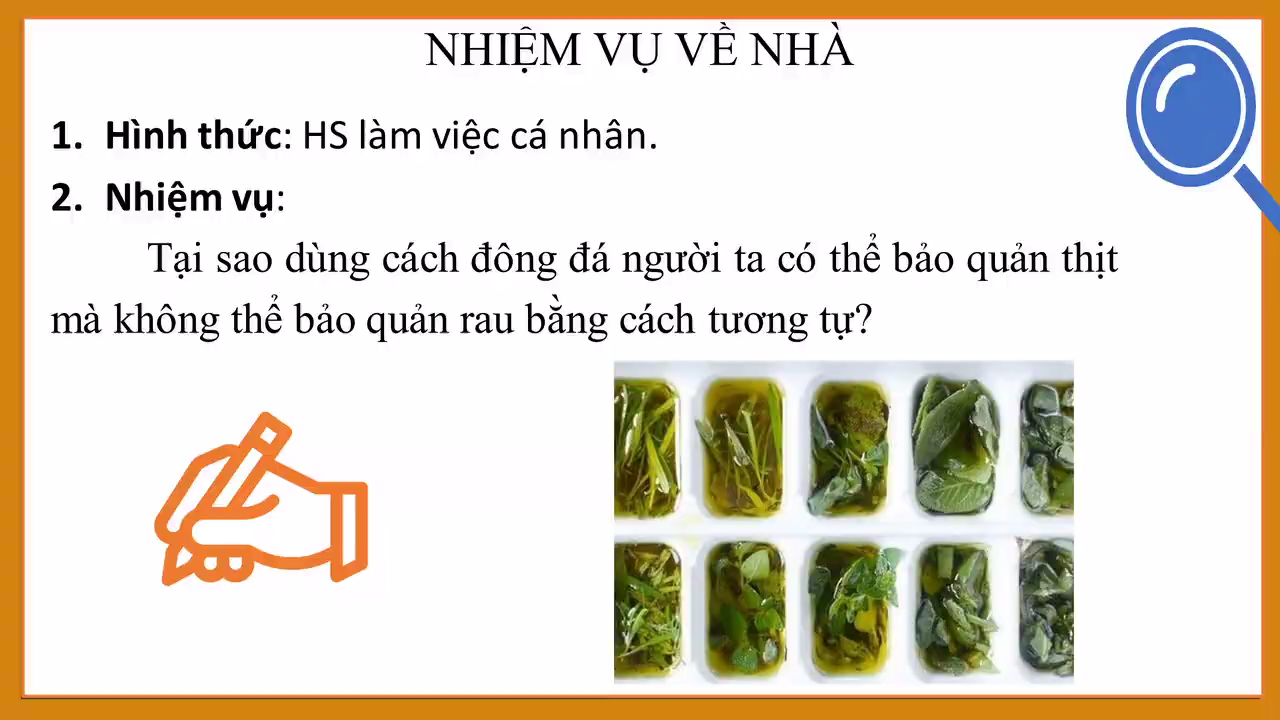 NHIỆM VỤ VỀ NHÀ
1. Hình thức: HS làm việc cá nhân.
2. Nhiệm vụ:
Tại sao dùng cách đông đá người ta có thể bảo quản thịt
mà không thể bảo quản rau bằng cách tương tự?